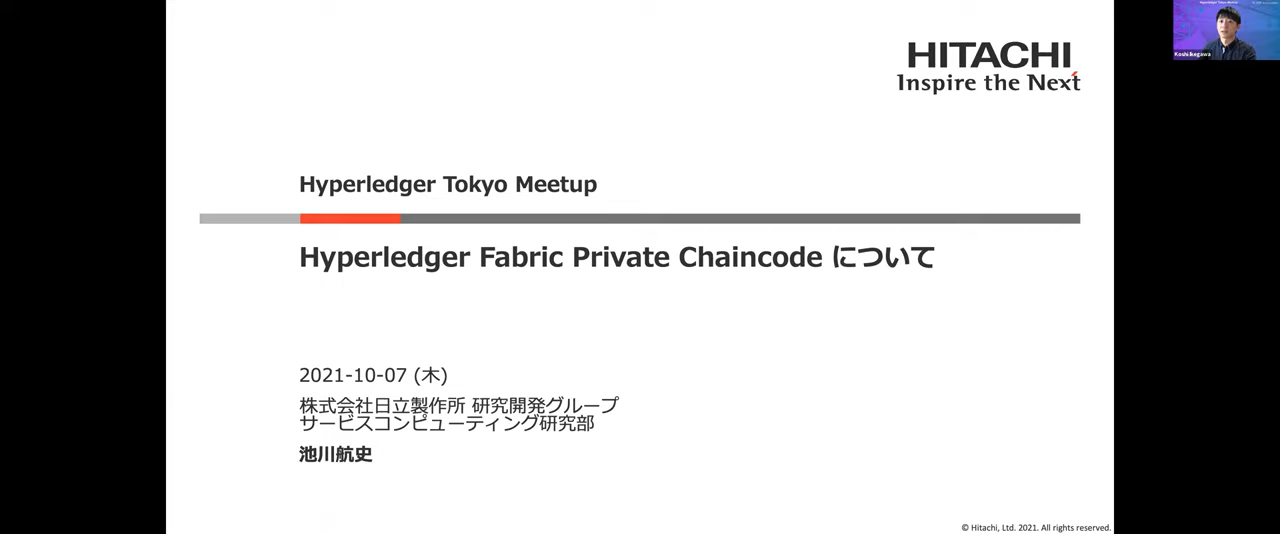 HITACHI
Inspire the Next
Koshi Ikegawa
Hyperledger Tokyo Meetup
Hyperledger Fabric Private Chaincode について
2021-10-07 (木)
株式会社日立製作所 研究開発グループ
サービスコンピューティング研究部
池川航史
© Hitachi, Ltd. 2021. All rights reserved.